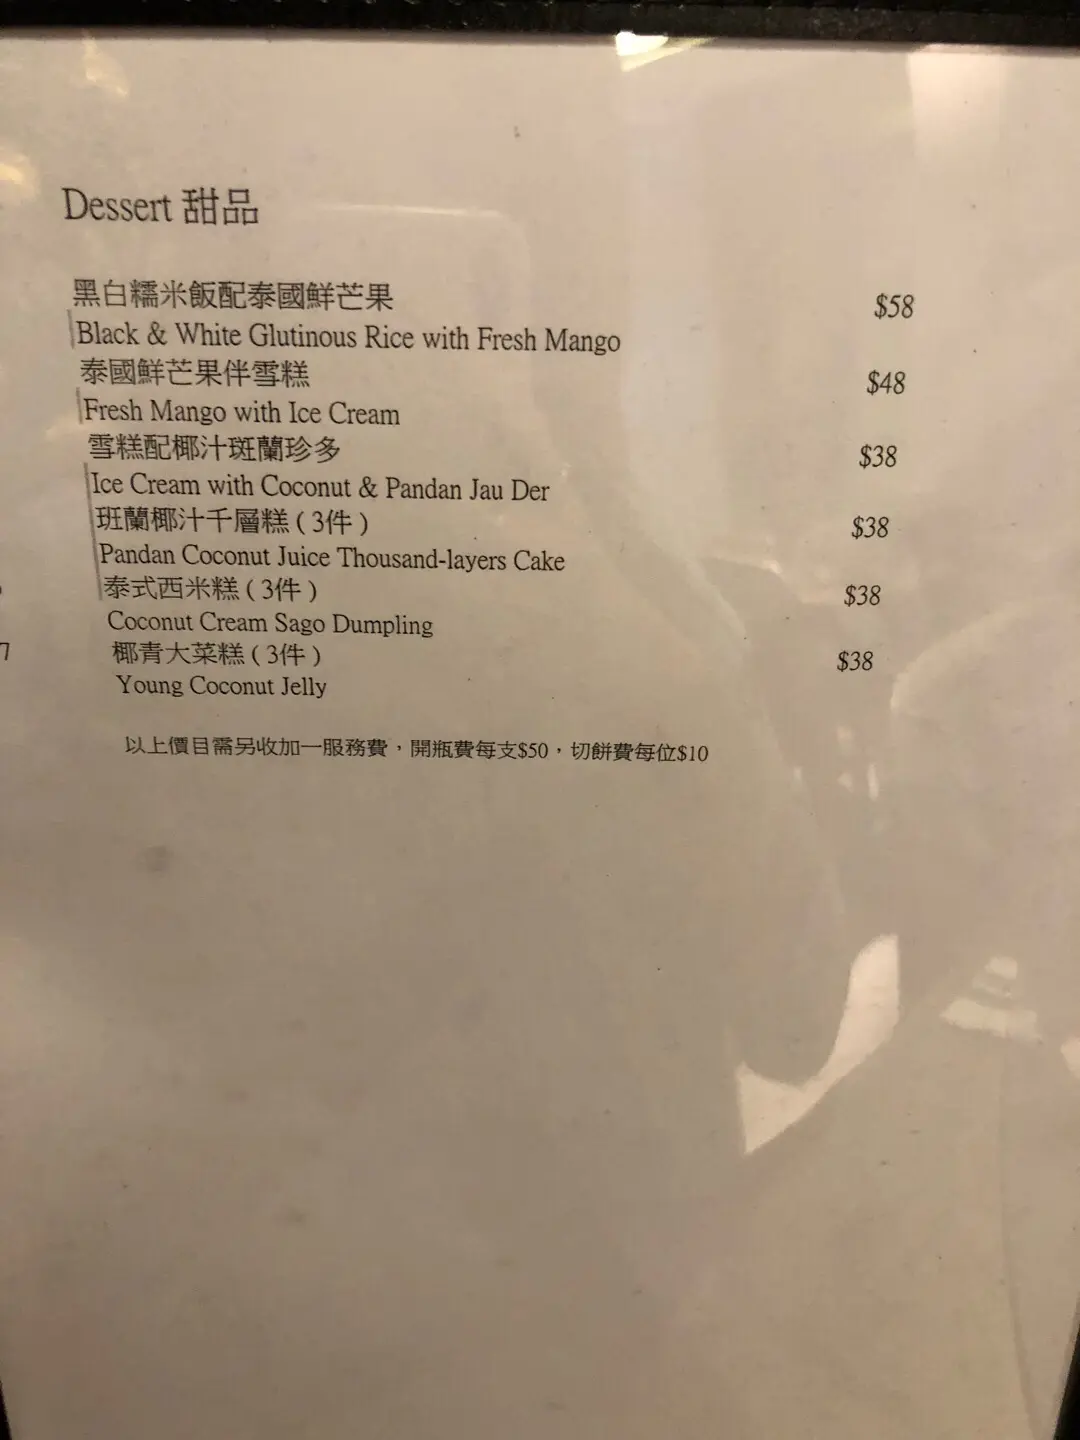 Dessert 甜品
黑白糯米飯配泰國鮮芒果 $58
Black & White Glutinous Rice with Fresh Mango
泰國鮮芒果伴雪糕 $48
Fresh Mango with Ice Cream
雪糕配椰汁斑蘭珍多 $38
Ice Cream with Coconut & Pandan Jau Der
班蘭椰汁千層糕 ( 3件 ) $38
Pandan Coconut Juice Thousand-layers Cake
泰式西米糕 ( 3件 ) $38
Coconut Cream Sago Dumpling
椰青大菜糕 ( 3件 ) $38
Young Coconut Jelly
以上價目需另收加一服務費，開瓶費每支$50，切餅費每位$10